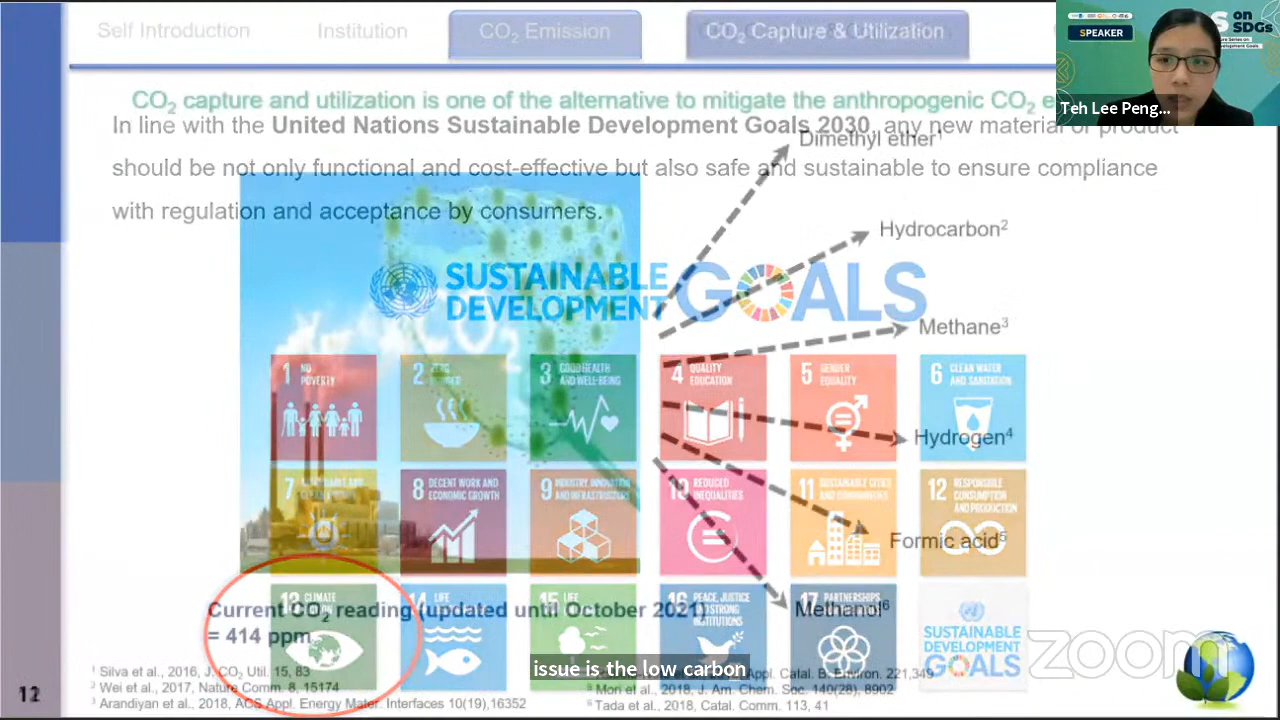 Self Introduction
Institution
CO₂ Emission
CO₂ Capture & Utilization
SPEAKER
S on SDGs
Teh Lee Peng...
CO₂ capture and utilization is one of the alternative to mitigate the anthropogenic CO₂ e
In line with the United Nations Sustainable Development Goals 2030, any new material or product
should be not only functional and cost-effective but also safe and sustainable to ensure compliance
with regulation and acceptance by consumers.
Dimethyl ether¹
Hydrocarbon²
Methane³
Hydrogen⁴
Formic acid⁵
Methanol⁶
SUSTAINABLE
DEVELOPMENT
GOALS
1 NO
POVERTY
2
3 GOOD HEALTH
AND WELL-BEING
4 QUALITY
EDUCATION
5 GENDER
EQUALITY
6 CLEAN WATER
AND SANITATION
7
8 DECENT WORK AND
ECONOMIC GROWTH
9 INDUSTRY, INNOVATION
AND INFRASTRUCTURE
10 REDUCED
INEQUALITIES
11 SUSTAINABLE CITIES
AND COMMUNITIES
12 RESPONSIBLE
CONSUMPTION
AND PRODUCTION
13 CLIMATE
14 LIFE
15 LIFE
16 PEACE, JUSTICE
AND STRONG
INSTITUTIONS
17 PARTNERSHIPS
SUSTAINABLE
DEVELOPMENT
GOALS
Current CO₂ reading (updated until October 2021)
= 414 ppm
issue is the low carbon
¹ Silva et al., 2016, J. CO₂ Util. 15, 83
² Wei et al., 2017, Nature Comm. 8, 15174
³ Arandiyan et al., 2018, ACS Appl. Energy Mater. Interfaces 10(19),16352
Appl. Catal. B. Environ. 221,349
⁵ Mori et al., 2018, J. Am. Chem. Soc. 140(28), 8902
⁶ Tada et al., 2018, Catal. Comm. 113, 41
zoom